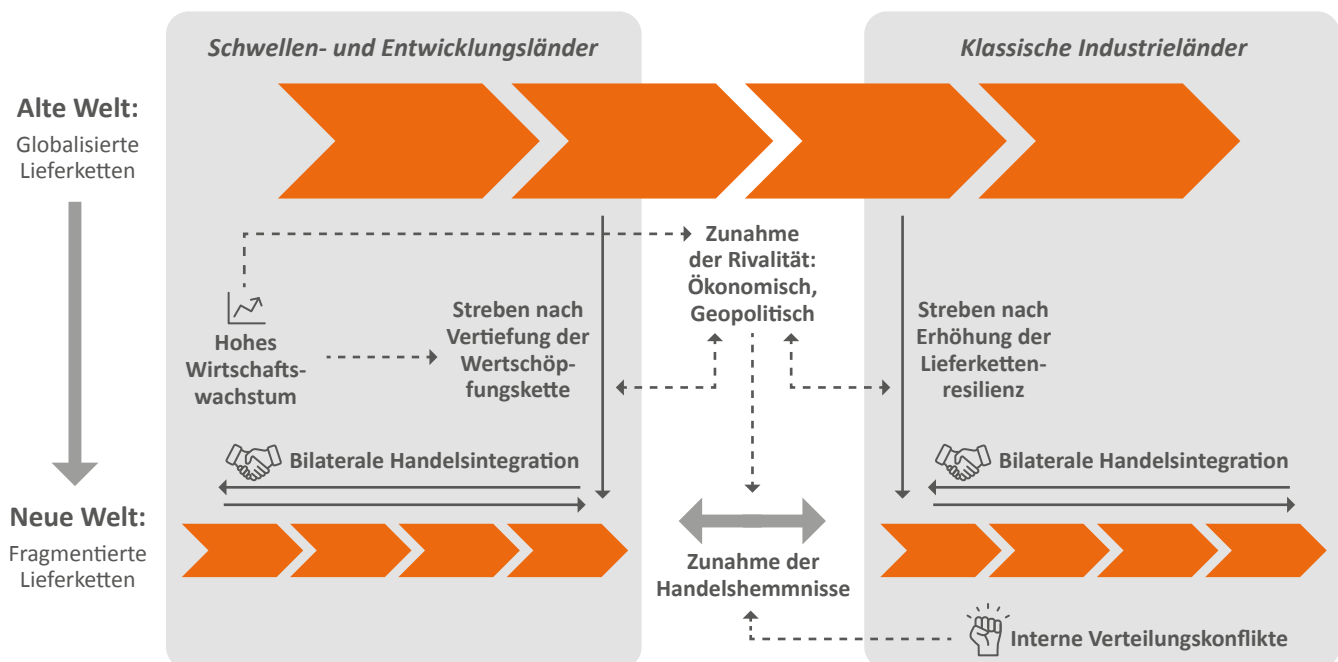 Schwellen- und Entwicklungsländer
Klassische Industrieländer
Alte Welt:
Globalisierte
Lieferketten
Zunahme
der Rivalität:
Ökonomisch,
Geopolitisch
Hohes
Wirtschafts-
wachstum
Streben nach
Vertiefung der
Wertschöp-
fungskette
Streben nach
Erhöhung der
Lieferketten-
resilienz
Bilaterale Handelsintegration
Bilaterale Handelsintegration
Neue Welt:
Fragmentierte
Lieferketten
Zunahme der
Handelshemmnisse
Interne Verteilungskonflikte